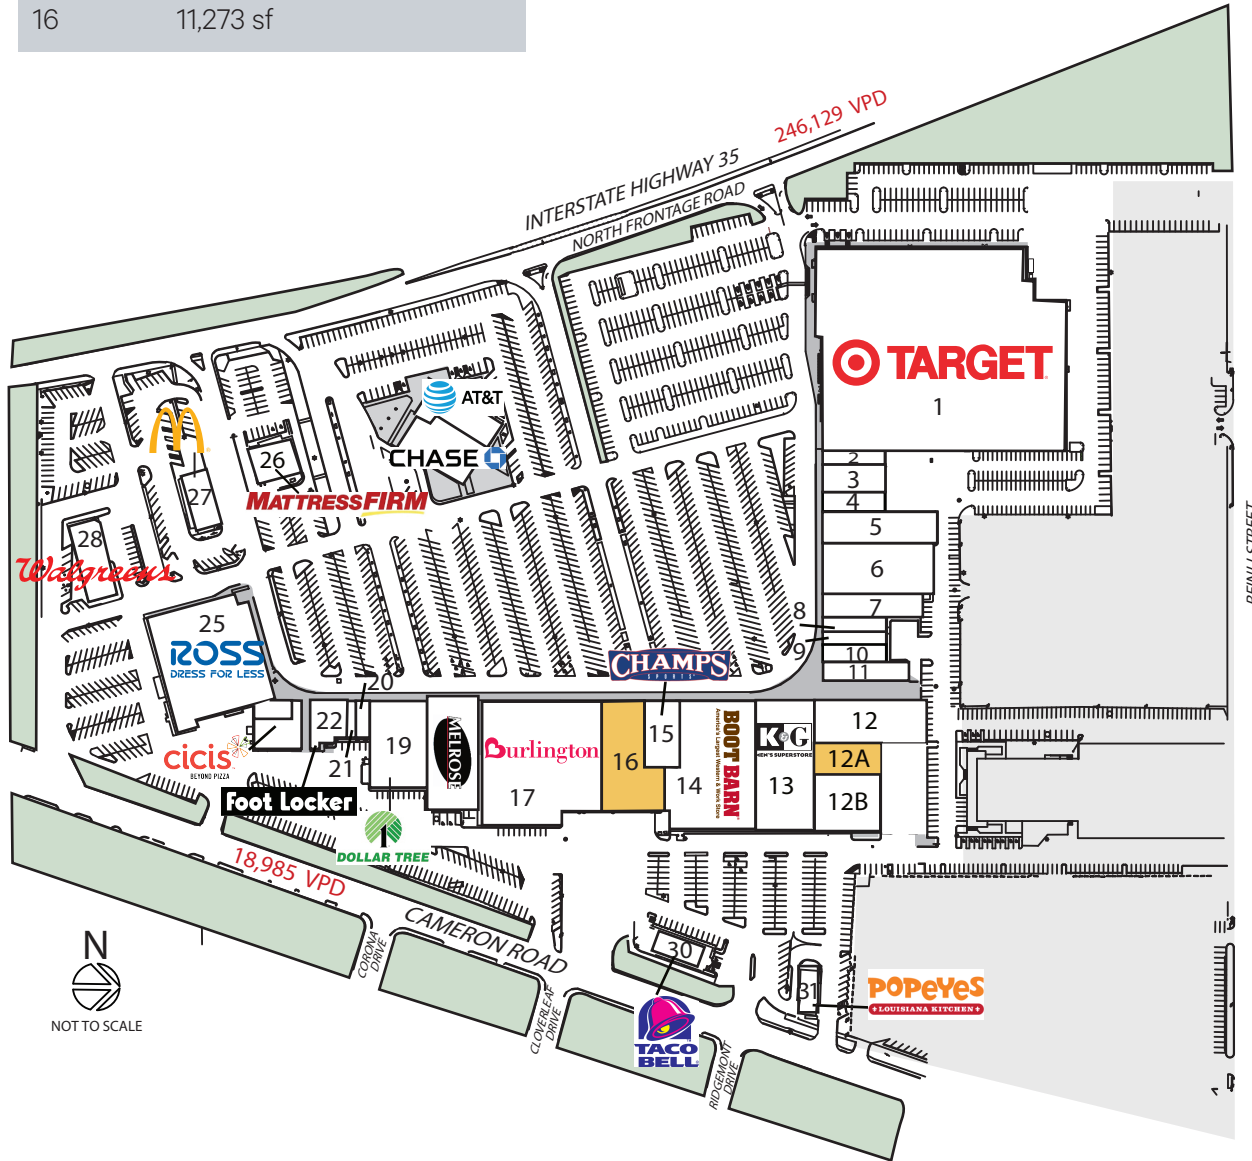 16 11,273 sf
246,129 VPD
INTERSTATE HIGHWAY 35
NORTH FRONTAGE ROAD
TARGET
1
AT&T
CHASE
26
MATTRESSFIRM
27
28
Walgreens
2
3
4
5
6
7
8
9
10
11
25
ROSS
DRESS FOR LESS
CHAMPS
SPORTS
20
22
21
19
MELROSE
Burlington
17
16
15
14
BOOT BARN
America's Largest Western & Work Store
K&G
MEN'S SUPERSTORE
13
12
12A
12B
cicis
BEYOND PIZZA
Foot Locker
1
DOLLAR TREE
18,985 VPD
CAMERON ROAD
CORONA
DRIVE
CLOVERLEAF
DRIVE
RIDGEMONT
DRIVE
30
TACO
BELL
31
POPEYES
LOUISIANA KITCHEN
N
NOT TO SCALE
STREET